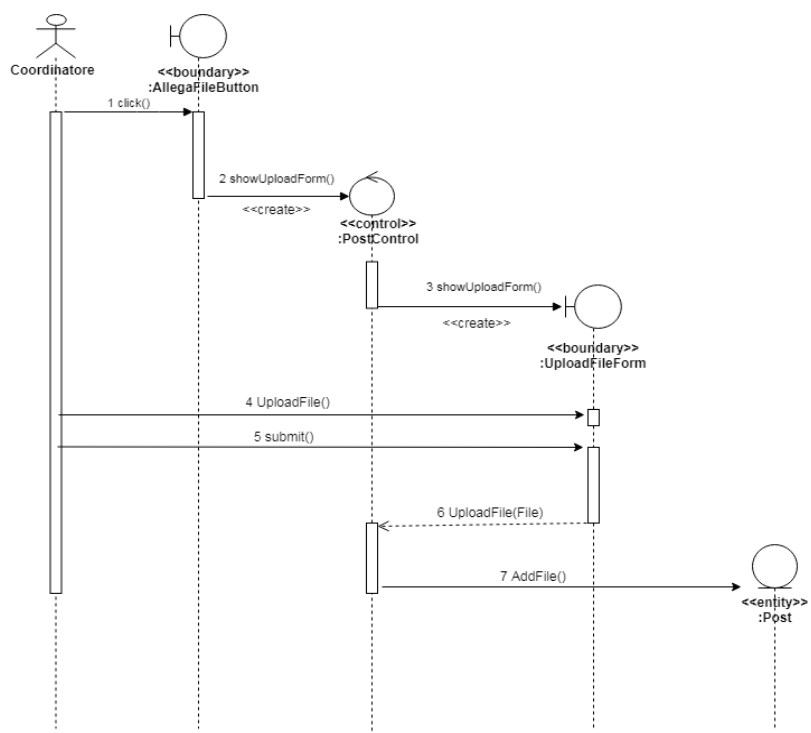 Coordinatore
<<boundary>>
:AllegaFileButton
1 click()
2 showUploadForm()
<<create>>
<<control>>
:PostControl
3 showUploadForm()
<<create>>
<<boundary>>
:UploadFileForm
4 UploadFile()
5 submit()
6 UploadFile(File)
7 AddFile()
<<entity>>
:Post